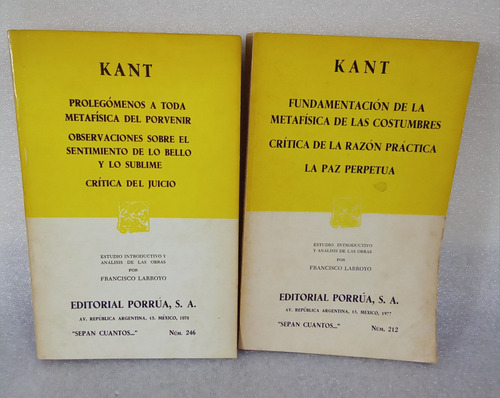 KANT
PROLEGÓMENOS A TODA
METAFÍSICA DEL PORVENIR
OBSERVACIONES SOBRE EL
SENTIMIENTO DE LO BELLO
Y LO SUBLIME
CRÍTICA DEL JUICIO
ESTUDIO INTRODUCTIVO Y
ANÁLISIS DE LAS OBRAS
POR
FRANCISCO LARROYO
EDITORIAL PORRÚA, S. A.
AV. REPÚBLICA ARGENTINA, 15. MÉXICO, 1978
"SEPAN CUANTOS..." NÚM. 246
KANT
FUNDAMENTACIÓN DE LA
METAFÍSICA DE LAS COSTUMBRES
CRÍTICA DE LA RAZÓN PRÁCTICA
LA PAZ PERPETUA
ESTUDIO INTRODUCTIVO
Y ANÁLISIS DE LAS OBRAS
POR
FRANCISCO LARROYO
EDITORIAL PORRÚA, S. A.
AV. REPÚBLICA ARGENTINA, 15. MÉXICO, 1977
"SEPAN CUANTOS..." NÚM. 212